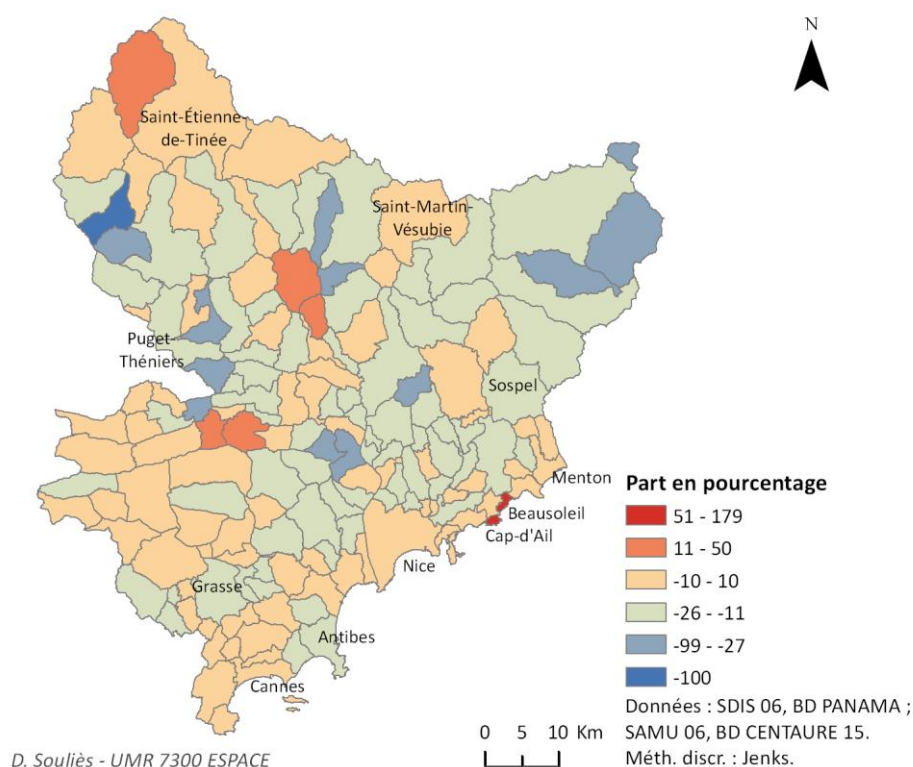 N
Saint-Étienne-
de-Tinée
Saint-Martin-
Vésubie
Puget-
Théniers
Sospel
Menton
Beausoleil
Cap-d'Ail
Nice
Grasse
Antibes
Cannes
Part en pourcentage
51 - 179
11 - 50
-10 - 10
-26 - -11
-99 - -27
-100
Données : SDIS 06, BD PANAMA ;
SAMU 06, BD CENTAURE 15.
Méth. discr. : Jenks.
0 5 10 Km
D. Souliès - UMR 7300 ESPACE